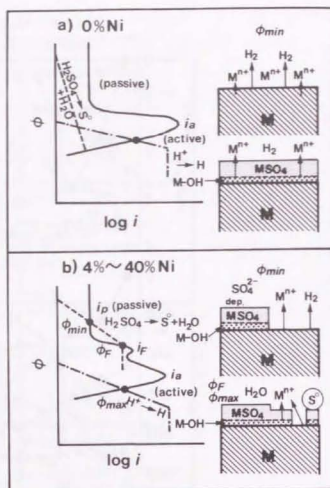 a) 0%Ni
ϕmin
H₂SO₄→S°
+H₂O
(passive)
H₂
H₂
Mⁿ⁺
Mⁿ⁺
Mⁿ⁺
ϕ
iₐ
(active)
M
H⁺→H
Mⁿ⁺
H₂
Mⁿ⁺
MSO₄
M-OH
M
log i
b) 4%~40%Ni
ϕmin
iₚ (passive)
SO₄²⁻
dep.
Mⁿ⁺
H₂
ϕmin
H₂SO₄→S°+H₂O
MSO₄
ϕF
iF
M-OH
M
ϕ
iₐ
(active)
ϕF
ϕmax
H₂O
Mⁿ⁺
S°
ϕmax
H⁺→H
MSO₄
M-OH
M
log i